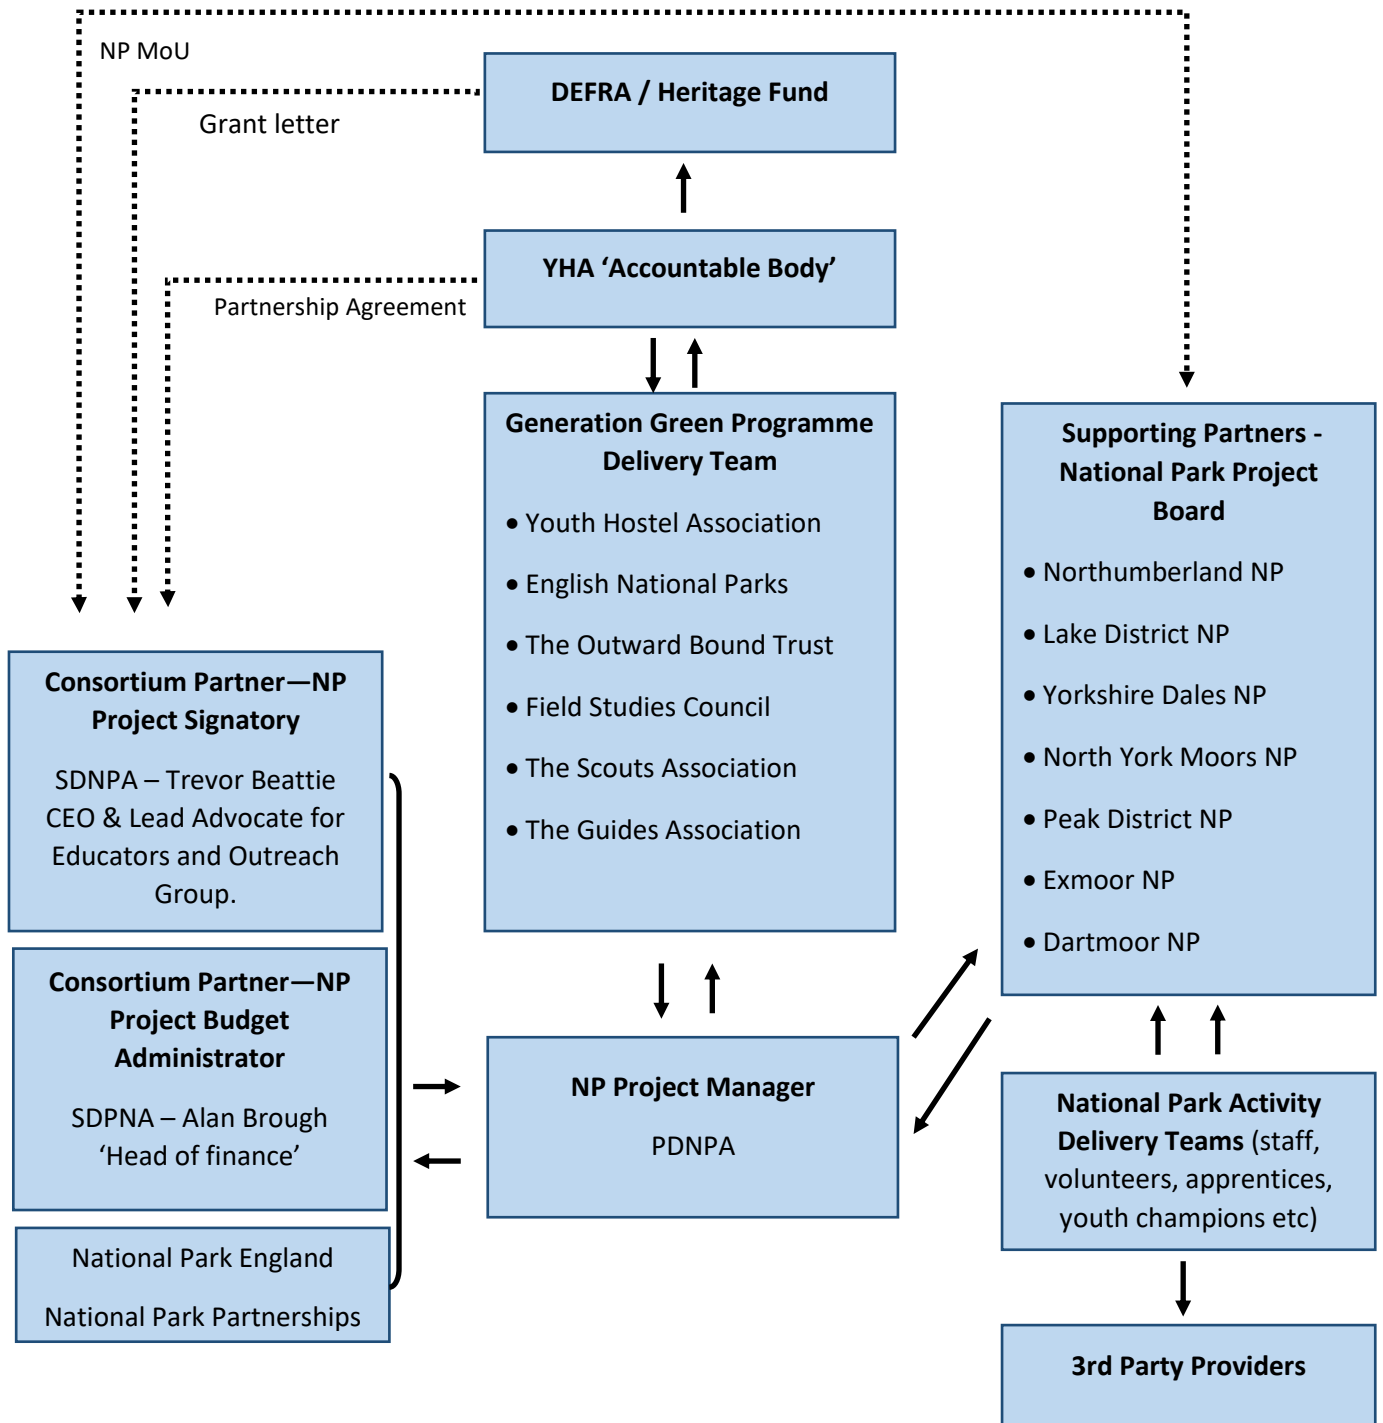 NP MoU
DEFRA / Heritage Fund
Grant letter
YHA ‘Accountable Body’
Partnership Agreement
Generation Green Programme
Delivery Team
• Youth Hostel Association
• English National Parks
• The Outward Bound Trust
• Field Studies Council
• The Scouts Association
• The Guides Association
Supporting Partners -
National Park Project
Board
• Northumberland NP
• Lake District NP
• Yorkshire Dales NP
• North York Moors NP
• Peak District NP
• Exmoor NP
• Dartmoor NP
Consortium Partner—NP
Project Signatory
SDNPA – Trevor Beattie
CEO & Lead Advocate for
Educators and Outreach
Group.
Consortium Partner—NP
Project Budget
Administrator
SDPNA – Alan Brough
‘Head of finance’
National Park England
National Park Partnerships
NP Project Manager
PDNPA
National Park Activity
Delivery Teams (staff,
volunteers, apprentices,
youth champions etc)
3rd Party Providers